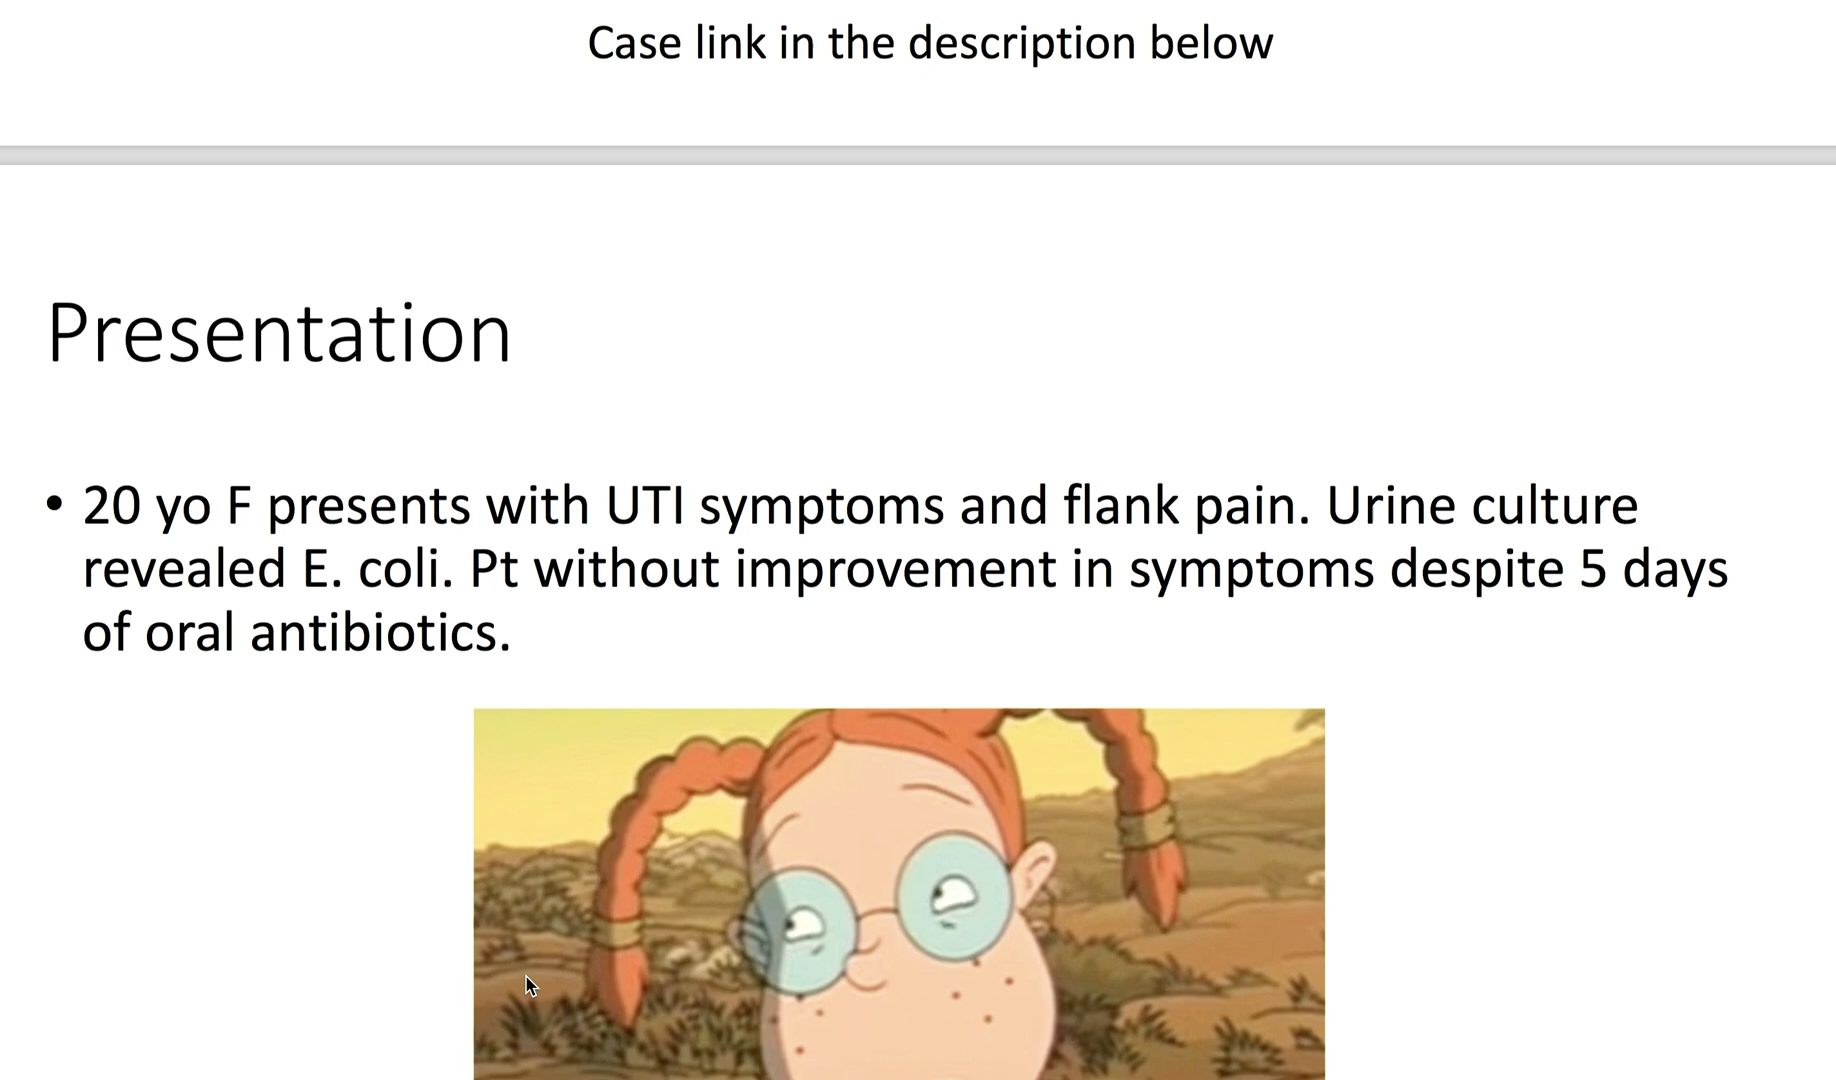 Case link in the description below
Presentation
• 20 yo F presents with UTI symptoms and flank pain. Urine culture
revealed E. coli. Pt without improvement in symptoms despite 5 days
of oral antibiotics.